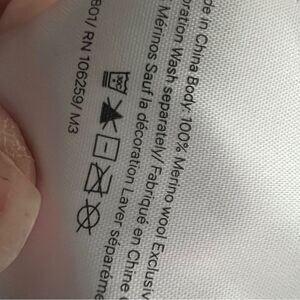 de in China Body: 100% Merino wool Exclusiv
oration Wash separately/ Fabriqué en Chine
Mérinos Sauf la décoration Laver séparéme
801/ RN 106259/ M3